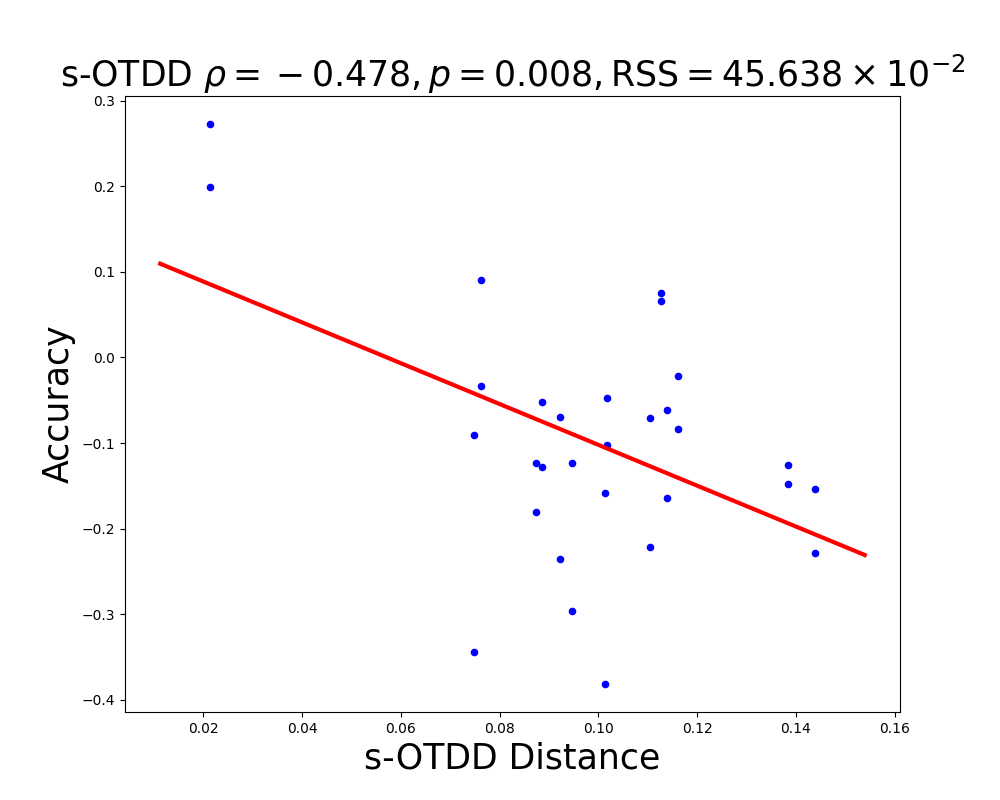 s-OTDD ρ = −0.478, p = 0.008, RSS = 45.638 × 10⁻²
0.3
0.2
0.1
0.0
−0.1
−0.2
−0.3
−0.4
Accuracy
0.02 0.04 0.06 0.08 0.10 0.12 0.14 0.16
s-OTDD Distance